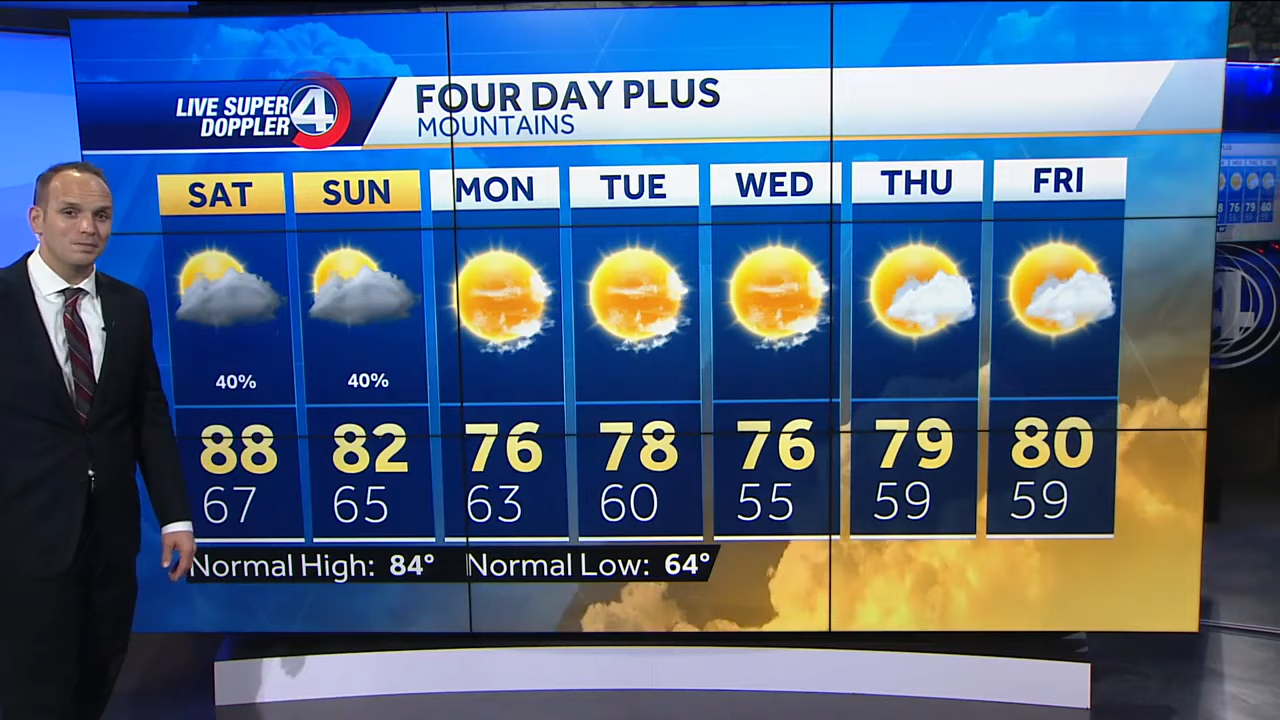 LIVE SUPER
DOPPLER
4
FOUR DAY PLUS
MOUNTAINS
SAT SUN MON TUE WED THU FRI
40% 40%
88 82 76 78 76 79 80
67 65 63 60 55 59 59
Normal High: 84° Normal Low: 64°